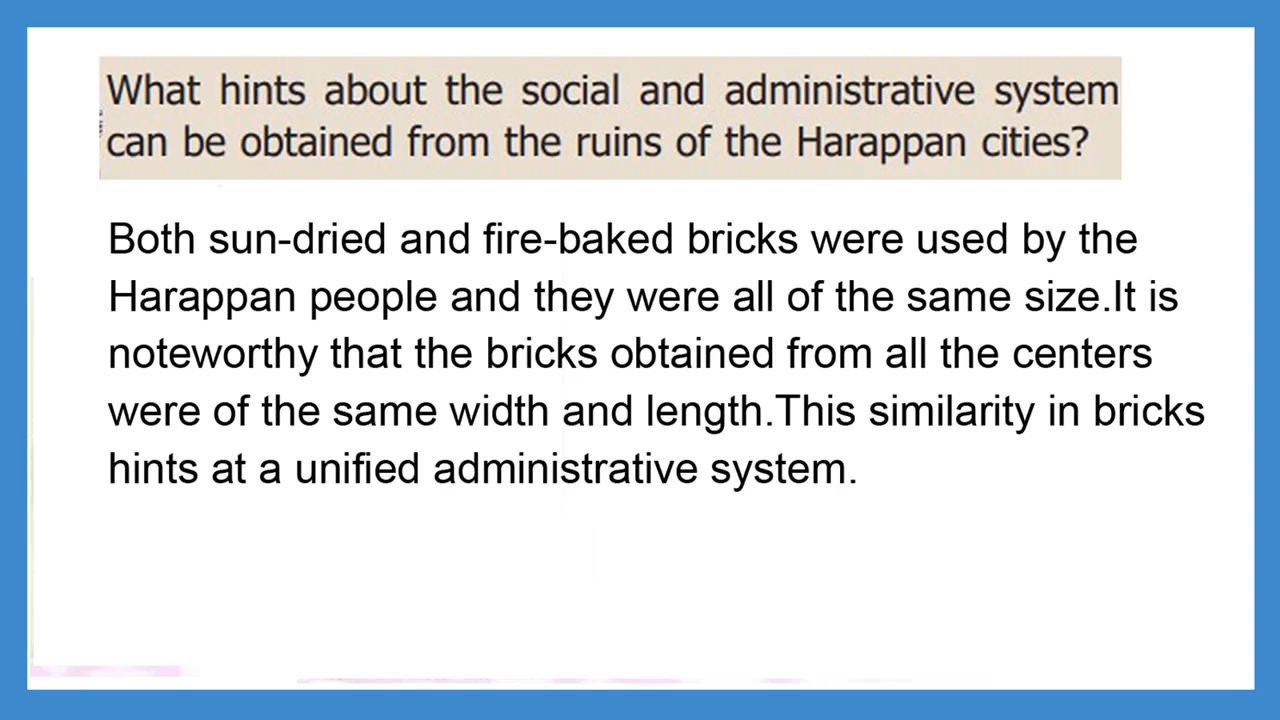 What hints about the social and administrative system
can be obtained from the ruins of the Harappan cities?
Both sun-dried and fire-baked bricks were used by the
Harappan people and they were all of the same size.It is
noteworthy that the bricks obtained from all the centers
were of the same width and length.This similarity in bricks
hints at a unified administrative system.